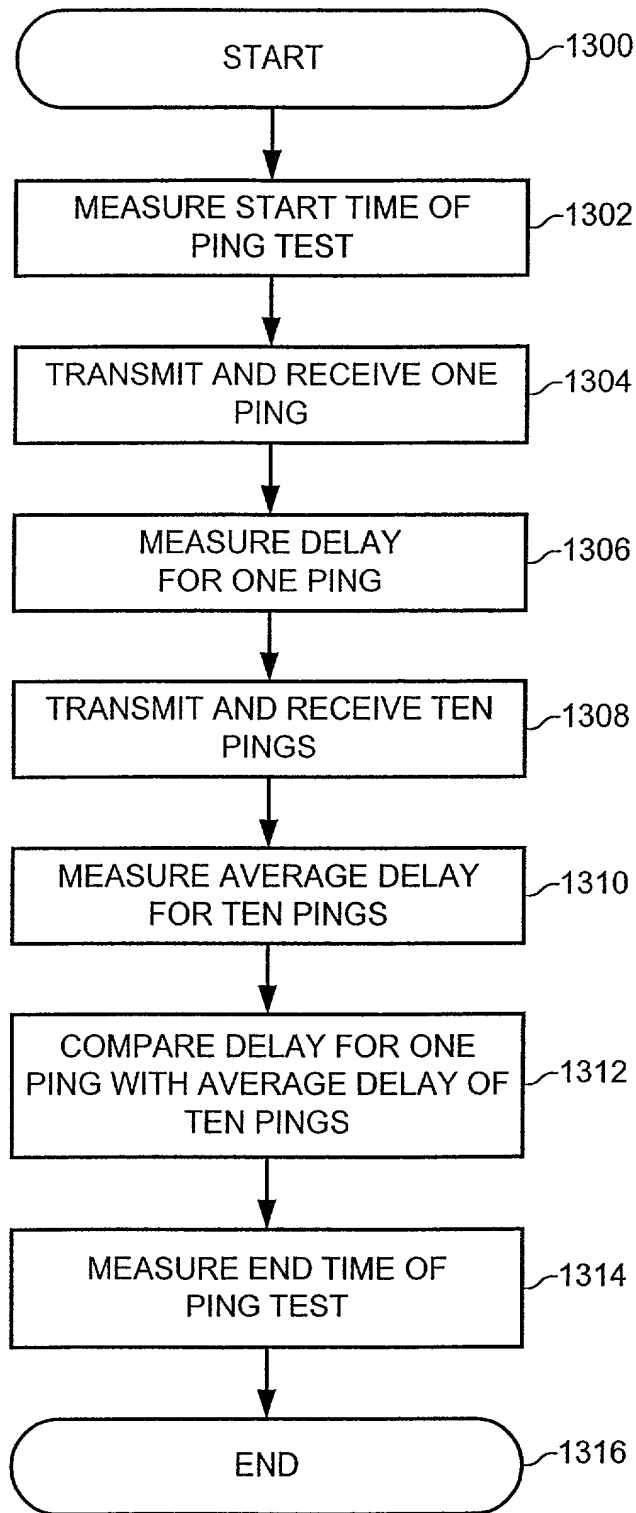 START
1300
MEASURE START TIME OF
PING TEST
1302
TRANSMIT AND RECEIVE ONE
PING
1304
MEASURE DELAY
FOR ONE PING
1306
TRANSMIT AND RECEIVE TEN
PINGS
1308
MEASURE AVERAGE DELAY
FOR TEN PINGS
1310
COMPARE DELAY FOR ONE
PING WITH AVERAGE DELAY OF
TEN PINGS
1312
MEASURE END TIME OF
PING TEST
1314
END
1316